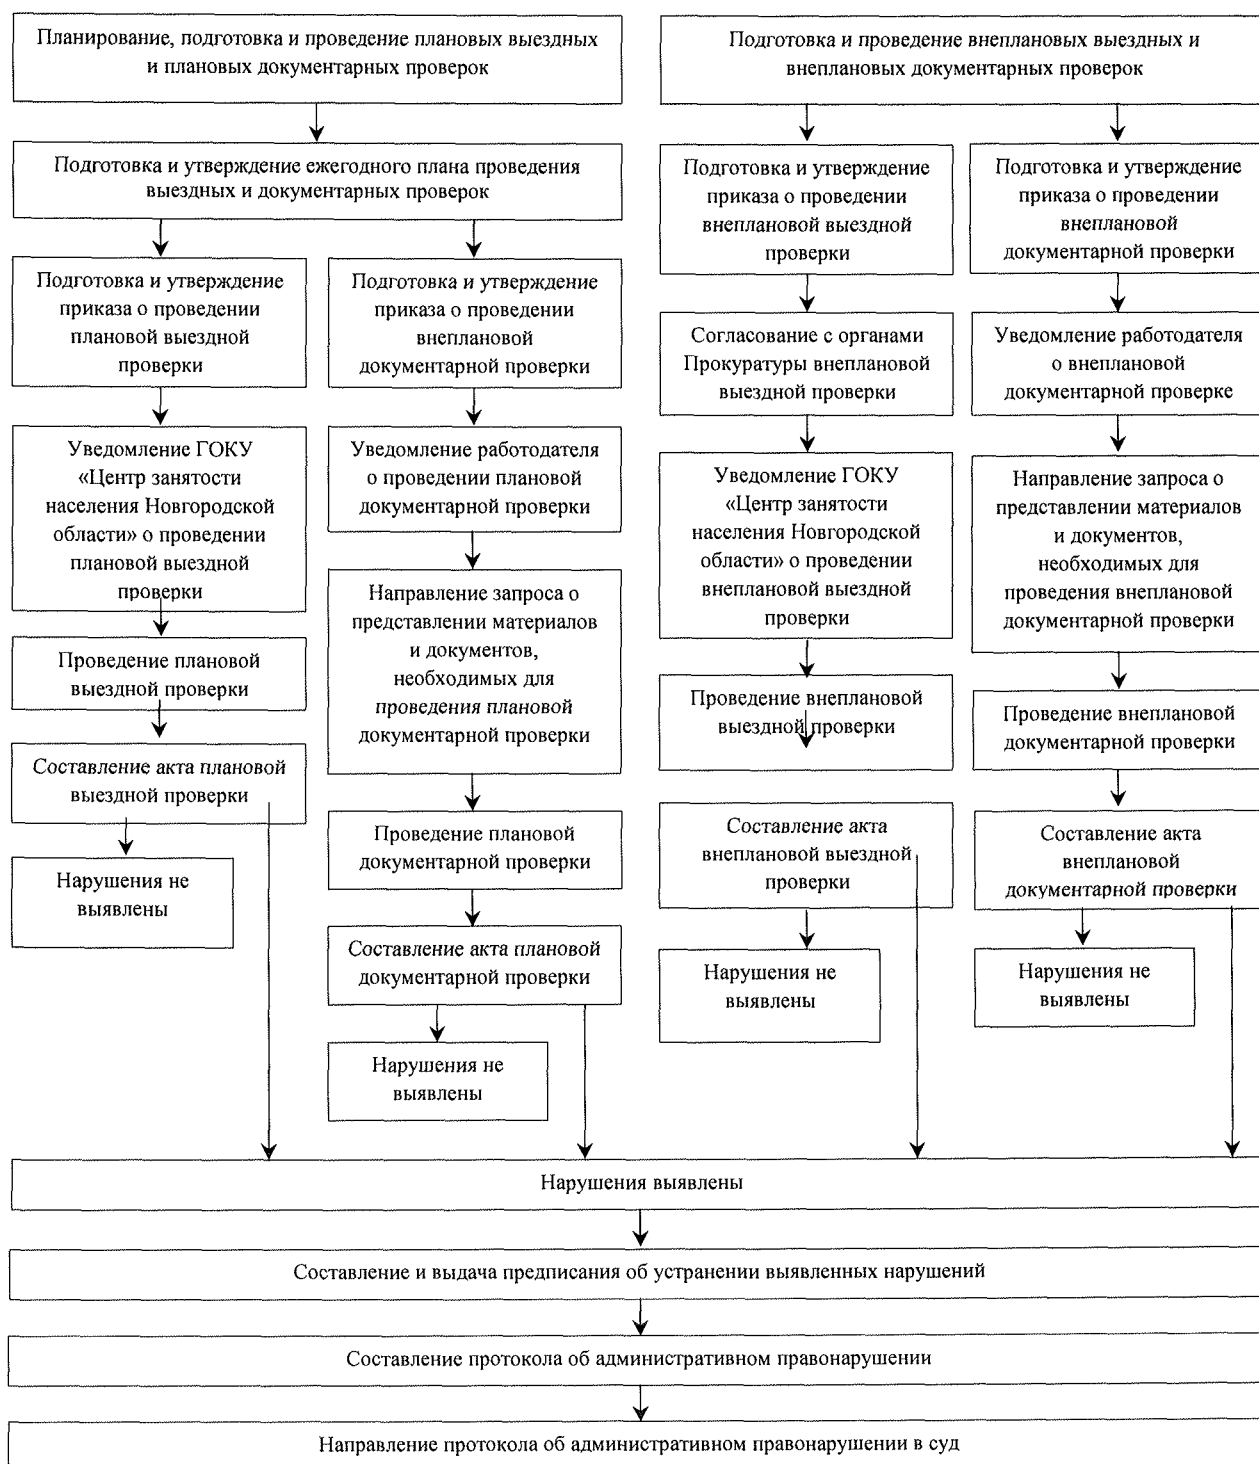 Планирование, подготовка и проведение плановых выездных
и плановых документарных проверок
Подготовка и проведение внеплановых выездных и
внеплановых документарных проверок
Подготовка и утверждение ежегодного плана проведения
выездных и документарных проверок
Подготовка и утверждение
приказа о проведении
внеплановой выездной
проверки
Подготовка и утверждение
приказа о проведении
внеплановой
документарной проверки
Подготовка и утверждение
приказа о проведении
плановой выездной
проверки
Подготовка и утверждение
приказа о проведении
внеплановой
документарной проверки
Согласование с органами
Прокуратуры внеплановой
выездной проверки
Уведомление работодателя
о внеплановой
документарной проверке
Уведомление ГОКУ
«Центр занятости
населения Новгородской
области» о проведении
плановой выездной
проверки
Уведомление работодателя
о проведении плановой
документарной проверки
Уведомление ГОКУ
«Центр занятости
населения Новгородской
области» о проведении
внеплановой выездной
проверки
Направление запроса о
представлении материалов
и документов,
необходимых для
проведения внеплановой
документарной проверки
Проведение плановой
выездной проверки
Направление запроса о
представлении материалов
и документов,
необходимых для
проведения плановой
документарной проверки
Проведение внеплановой
выездной проверки
Проведение внеплановой
документарной проверки
Составление акта плановой
выездной проверки
Проведение плановой
документарной проверки
Составление акта
внеплановой выездной
проверки
Составление акта
внеплановой
документарной проверки
Нарушения не
выявлены
Составление акта плановой
документарной проверки
Нарушения не
выявлены
Нарушения не
выявлены
Нарушения не
выявлены
Нарушения выявлены
Составление и выдача предписания об устранении выявленных нарушений
Составление протокола об административном правонарушении
Направление протокола об административном правонарушении в суд